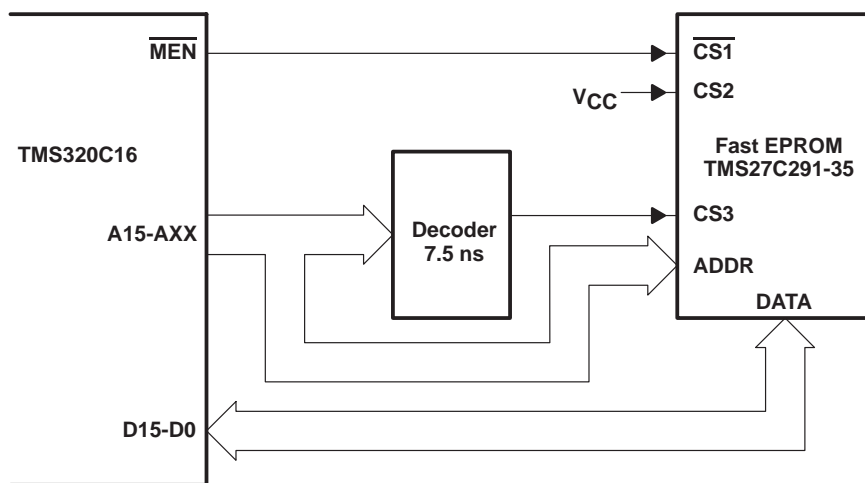 MEN
CS1
VCC
CS2
TMS320C16
Fast EPROM
TMS27C291-35
Decoder
7.5 ns
CS3
A15-AXX
ADDR
DATA
D15-D0